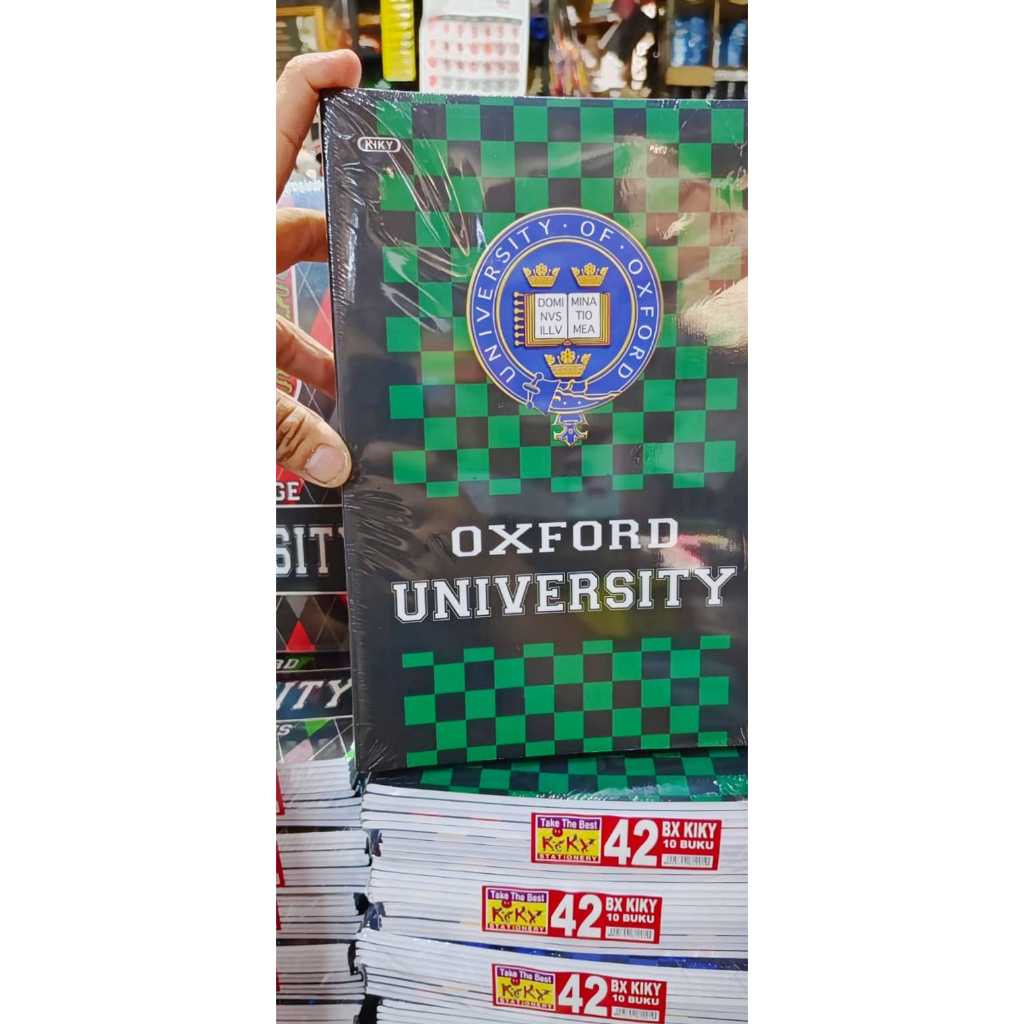 KIKY
UNIVERSITY · OF · OXFORD
DOMI MINA
NVS TIO
ILLV MEA
OXFORD
UNIVERSITY
GE
SIT
RD
ITY
Take The Best
KiKY
STATIONERY
42
BX KIKY
10 BUKU
Take The Best
KiKY
STATIONERY
42
BX KIKY
10 BUKU
Take The Best
KiKY
STATIONERY
42
BX KIKY
10 BUKU